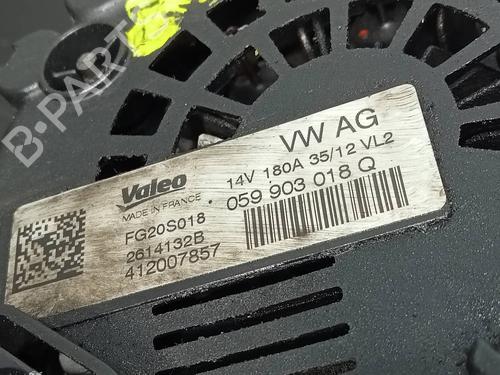 VW AG
Valeo
MADE IN FRANCE
14V 180A 35/12 VL2
059 903 018 Q
FG20S018
2614132B
412007857
B-PARTS